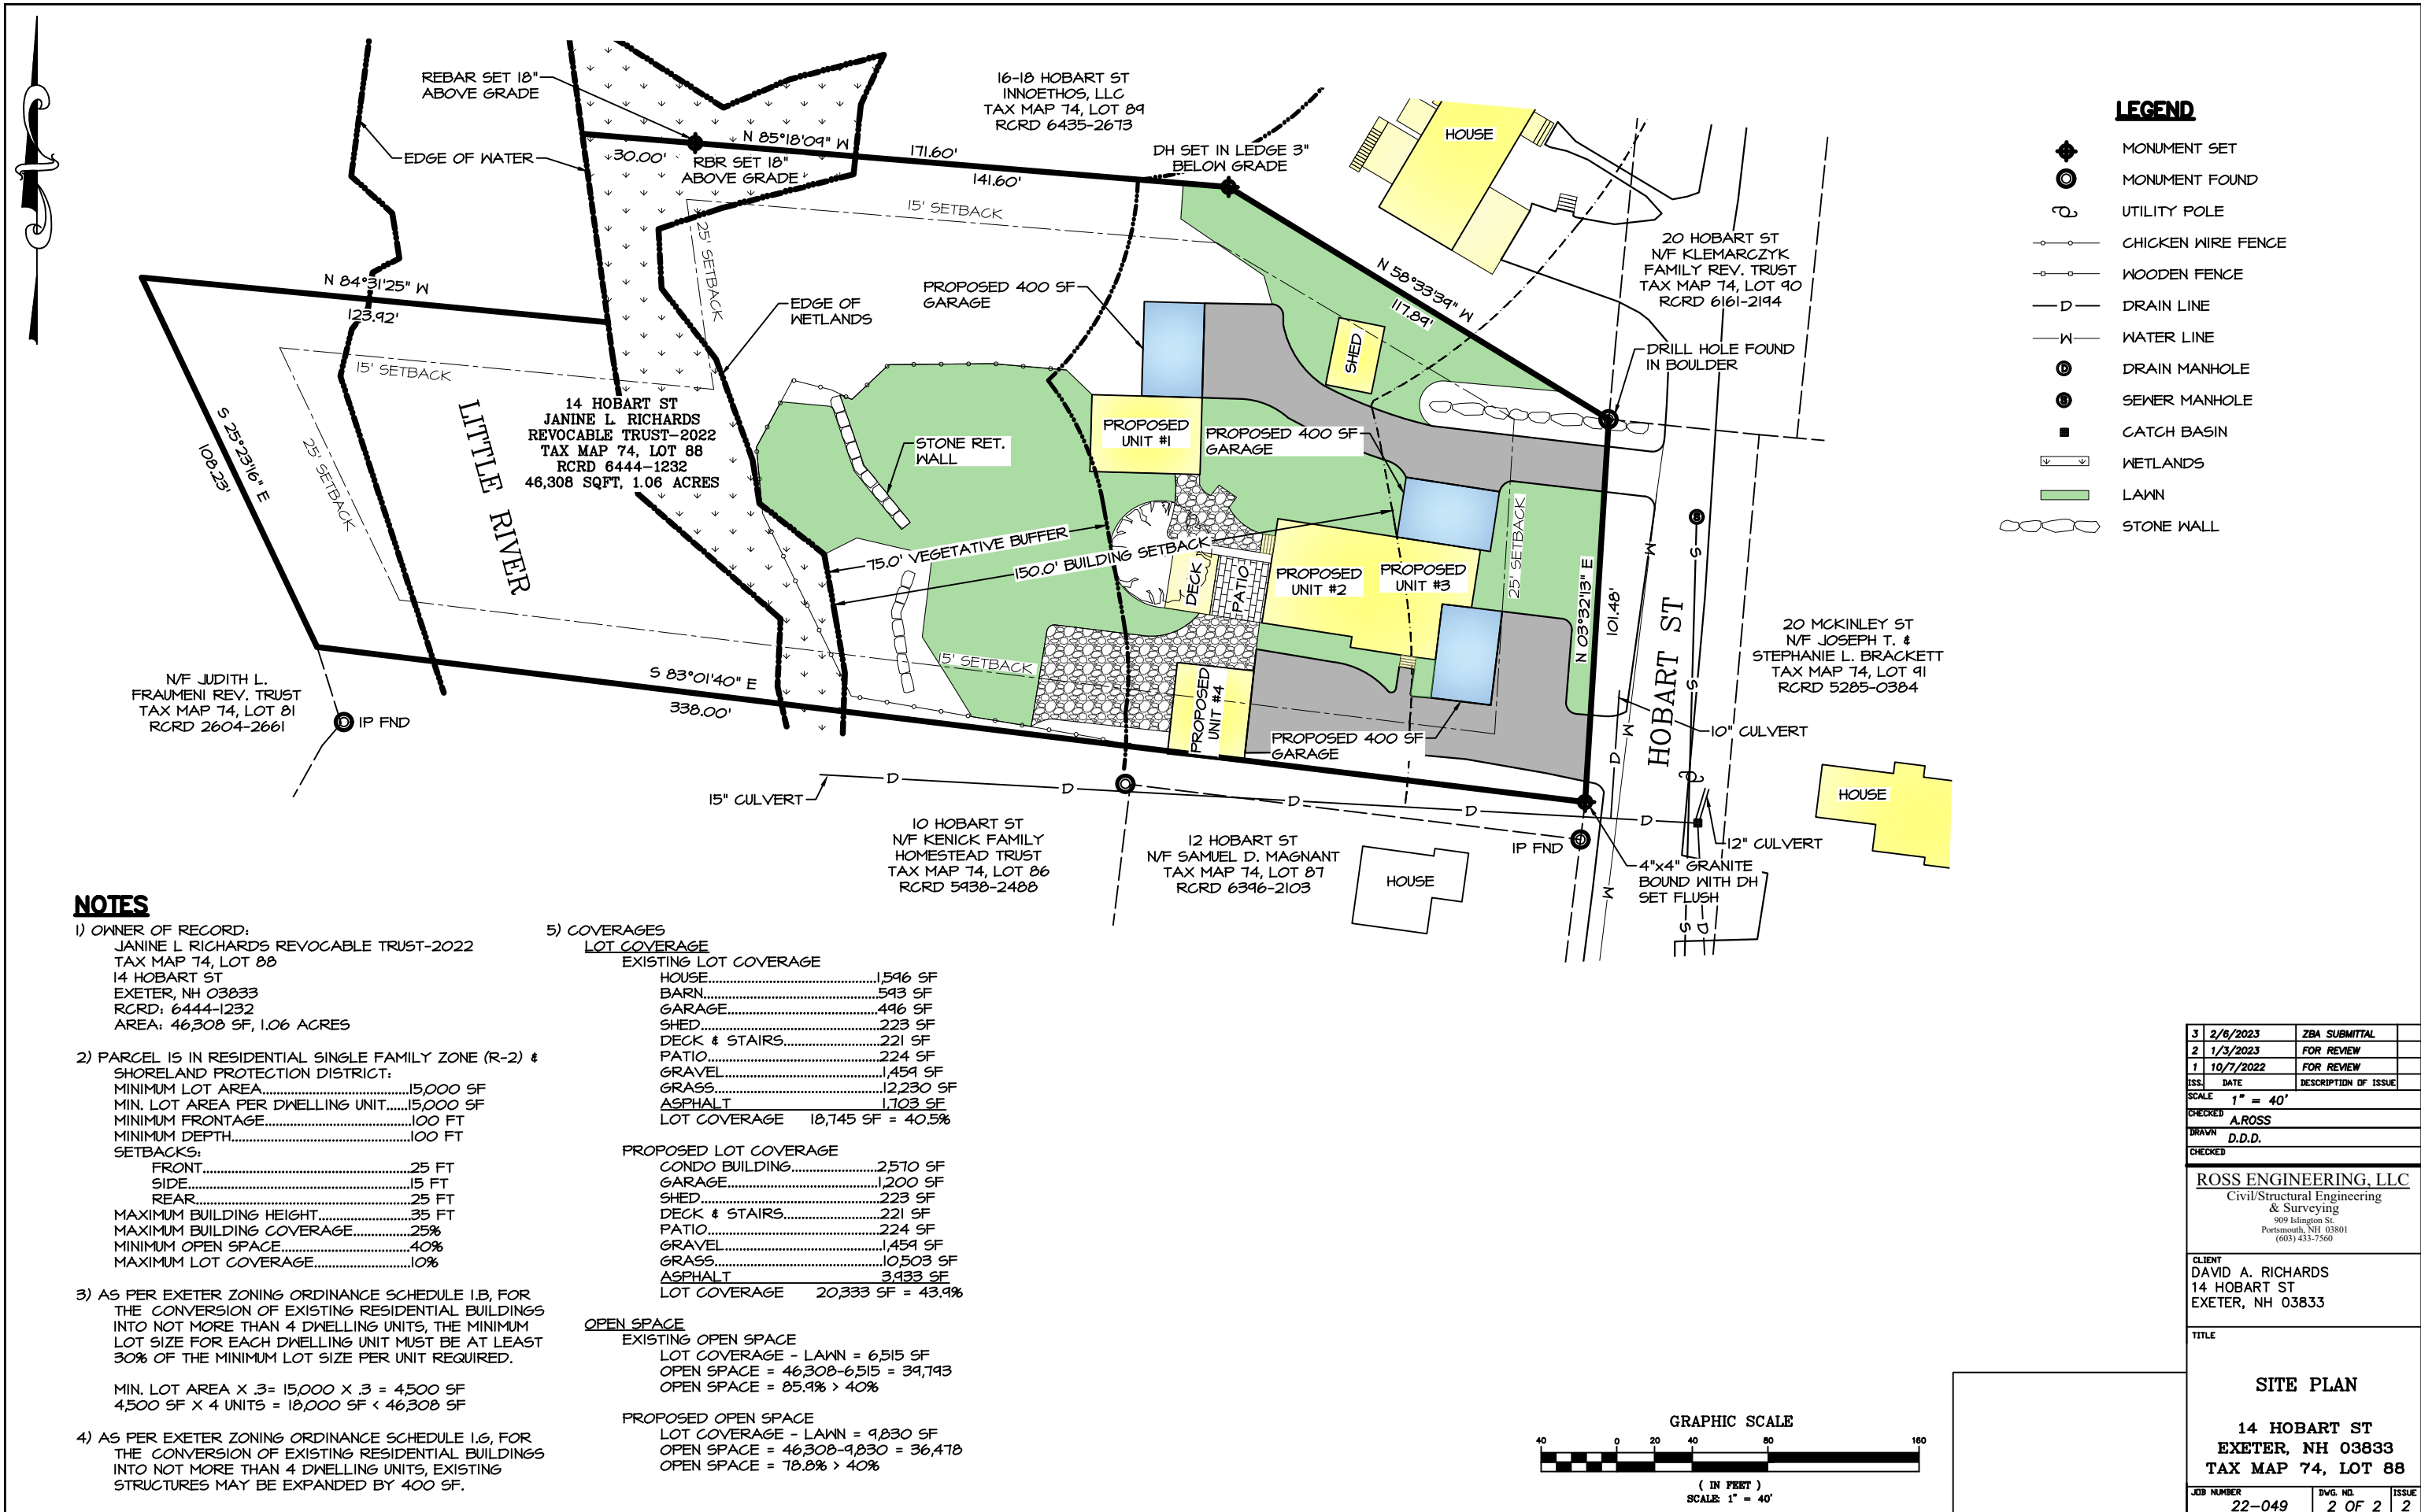 REBAR SET 18"
ABOVE GRADE
EDGE OF WATER
N 85°18'09" W
30.00'
171.60'
141.60'
RBR SET 18"
ABOVE GRADE
16-18 HOBART ST
INNOETHOS, LLC
TAX MAP 74, LOT 89
RCRD 6435-2673
DH SET IN LEDGE 3"
BELOW GRADE
15' SETBACK
25' SETBACK
HOUSE
20 HOBART ST
N/F KLEMARCZYK
FAMILY REV. TRUST
TAX MAP 74, LOT 90
RCRD 6161-2194
N 58°33'39" W
117.89'
DRILL HOLE FOUND
IN BOULDER
N 84°31'25" W
123.92'
15' SETBACK
S 25°23'16" E
108.23'
25' SETBACK
LITTLE RIVER
14 HOBART ST
JANINE L. RICHARDS
REVOCABLE TRUST-2022
TAX MAP 74, LOT 88
RCRD 6444-1232
46,308 SQFT, 1.06 ACRES
EDGE OF
WETLANDS
PROPOSED 400 SF
GARAGE
SHED
STONE RET.
WALL
PROPOSED
UNIT #1
PROPOSED 400 SF
GARAGE
75.0' VEGETATIVE BUFFER
150.0' BUILDING SETBACK
DECK
PATIO
PROPOSED
UNIT #2
PROPOSED
UNIT #3
25' SETBACK
N 03°32'13" E
101.48'
HOBART ST
W
W
W
W
S
S
S
S
D
D
20 MCKINLEY ST
N/F JOSEPH T. &
STEPHANIE L. BRACKETT
TAX MAP 74, LOT 91
RCRD 5285-0384
15' SETBACK
PROPOSED
UNIT #4
PROPOSED 400 SF
GARAGE
S 83°01'40" E
338.00'
N/F JUDITH L.
FRAUMENI REV. TRUST
TAX MAP 74, LOT 81
RCRD 2604-2661
IP FND
15" CULVERT
D
D
D
D
D
10" CULVERT
HOUSE
12" CULVERT
IP FND
4"x4" GRANITE
BOUND WITH DH
SET FLUSH
10 HOBART ST
N/F KENICK FAMILY
HOMESTEAD TRUST
TAX MAP 74, LOT 86
RCRD 5938-2488
12 HOBART ST
N/F SAMUEL D. MAGNANT
TAX MAP 74, LOT 87
RCRD 6396-2103
HOUSE
LEGEND
MONUMENT SET
MONUMENT FOUND
UTILITY POLE
CHICKEN WIRE FENCE
WOODEN FENCE
D DRAIN LINE
W WATER LINE
D DRAIN MANHOLE
S SEWER MANHOLE
CATCH BASIN
WETLANDS
LAWN
STONE WALL
NOTES
1) OWNER OF RECORD:
JANINE L RICHARDS REVOCABLE TRUST-2022
TAX MAP 74, LOT 88
14 HOBART ST
EXETER, NH 03833
RCRD: 6444-1232
AREA: 46,308 SF, 1.06 ACRES
2) PARCEL IS IN RESIDENTIAL SINGLE FAMILY ZONE (R-2) &
SHORELAND PROTECTION DISTRICT:
MINIMUM LOT AREA..............................15,000 SF
MIN. LOT AREA PER DWELLING UNIT.....15,000 SF
MINIMUM FRONTAGE..............................100 FT
MINIMUM DEPTH....................................100 FT
SETBACKS:
FRONT..........................................25 FT
SIDE.............................................15 FT
REAR............................................25 FT
MAXIMUM BUILDING HEIGHT...................35 FT
MAXIMUM BUILDING COVERAGE............25%
MINIMUM OPEN SPACE...........................40%
MAXIMUM LOT COVERAGE....................10%
3) AS PER EXETER ZONING ORDINANCE SCHEDULE I.B, FOR
THE CONVERSION OF EXISTING RESIDENTIAL BUILDINGS
INTO NOT MORE THAN 4 DWELLING UNITS, THE MINIMUM
LOT SIZE FOR EACH DWELLING UNIT MUST BE AT LEAST
30% OF THE MINIMUM LOT SIZE PER UNIT REQUIRED.
MIN. LOT AREA X .3= 15,000 X .3 = 4,500 SF
4,500 SF X 4 UNITS = 18,000 SF < 46,308 SF
4) AS PER EXETER ZONING ORDINANCE SCHEDULE I.G, FOR
THE CONVERSION OF EXISTING RESIDENTIAL BUILDINGS
INTO NOT MORE THAN 4 DWELLING UNITS, EXISTING
STRUCTURES MAY BE EXPANDED BY 400 SF.
5) COVERAGES
LOT COVERAGE
EXISTING LOT COVERAGE
HOUSE...................................1,596 SF
BARN....................................593 SF
GARAGE...............................496 SF
SHED....................................223 SF
DECK & STAIRS...................221 SF
PATIO...................................224 SF
GRAVEL................................1,459 SF
GRASS..................................12,230 SF
ASPHALT 1,703 SF
LOT COVERAGE 18,745 SF = 40.5%
PROPOSED LOT COVERAGE
CONDO BUILDING..................2,570 SF
GARAGE...............................1,200 SF
SHED....................................223 SF
DECK & STAIRS...................221 SF
PATIO...................................224 SF
GRAVEL................................1,459 SF
GRASS..................................10,503 SF
ASPHALT 3,933 SF
LOT COVERAGE 20,333 SF = 43.9%
OPEN SPACE
EXISTING OPEN SPACE
LOT COVERAGE - LAWN = 6,515 SF
OPEN SPACE = 46,308-6,515 = 39,793
OPEN SPACE = 85.9% > 40%
PROPOSED OPEN SPACE
LOT COVERAGE - LAWN = 9,830 SF
OPEN SPACE = 46,308-9,830 = 36,478
OPEN SPACE = 78.8% > 40%
GRAPHIC SCALE
40 0 20 40 80 160
( IN FEET )
SCALE: 1" = 40'
3 2/6/2023 ZBA SUBMITTAL
2 1/3/2023 FOR REVIEW
1 10/7/2022 FOR REVIEW
ISS. DATE DESCRIPTION OF ISSUE
SCALE 1" = 40'
CHECKED A.ROSS
DRAWN D.D.D.
CHECKED
ROSS ENGINEERING, LLC
Civil/Structural Engineering
& Surveying
909 Islington St.
Portsmouth, NH 03801
(603) 433-7560
CLIENT
DAVID A. RICHARDS
14 HOBART ST
EXETER, NH 03833
TITLE
SITE PLAN
14 HOBART ST
EXETER, NH 03833
TAX MAP 74, LOT 88
JOB NUMBER DWG. NO. ISSUE
22-049 2 OF 2 2